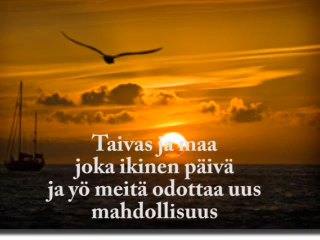 Taivas ja maa
joka ikinen päivä
ja yö meitä odottaa uus
mahdollisuus